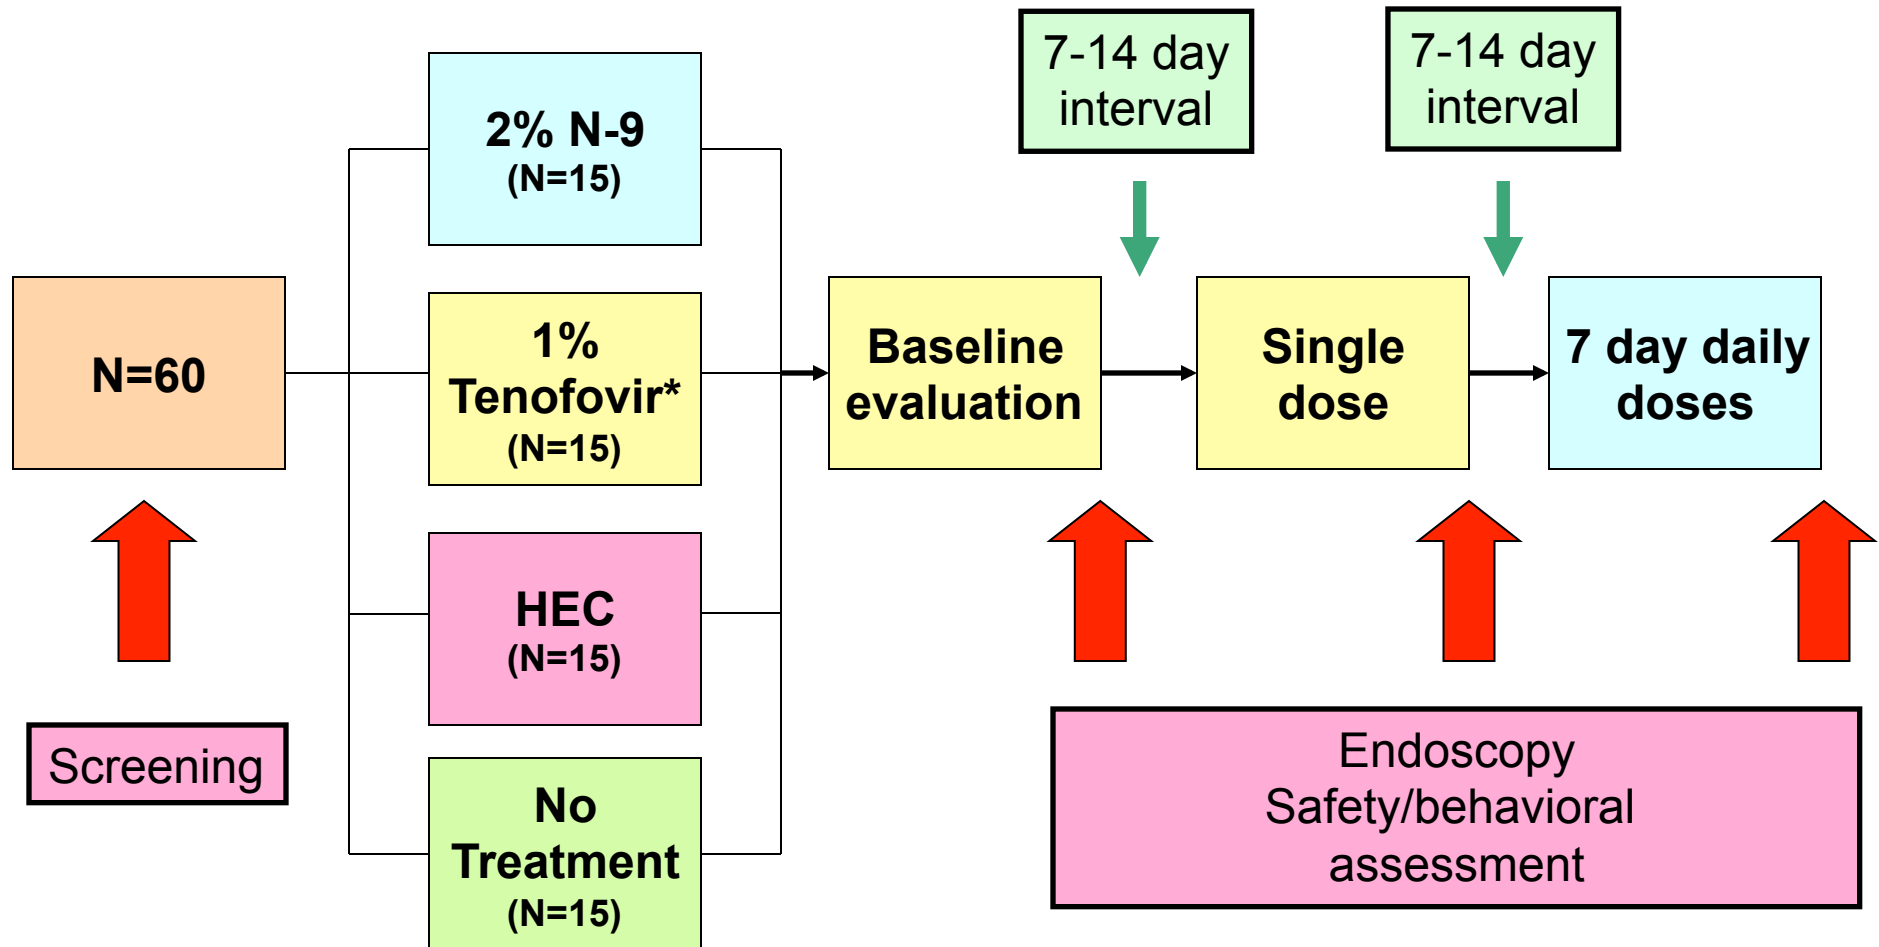 7-14 day
interval
7-14 day
interval
2% N-9
(N=15)
N=60
1%
Tenofovir*
(N=15)
Baseline
evaluation
Single
dose
7 day daily
doses
HEC
(N=15)
Screening
No
Treatment
(N=15)
Endoscopy
Safety/behavioral
assessment